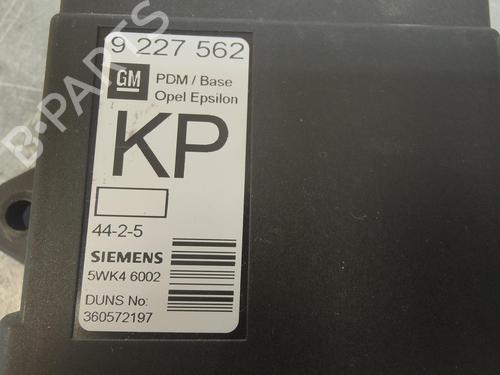 9 227 562
GM
PDM / Base
Opel Epsilon
KP
44-2-5
SIEMENS
5WK4 6002
DUNS No:
360572197
B-PARTS